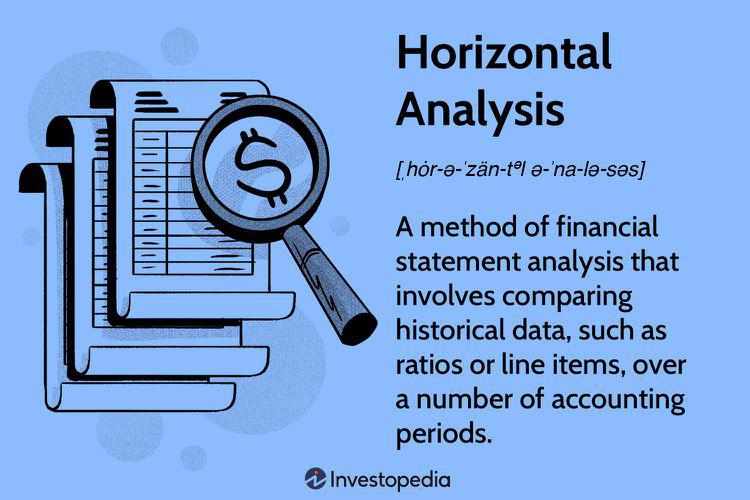 Horizontal
Analysis
[ˌhȯr-ə-ˈzän-tᵊl ə-ˈna-lə-səs]
A method of financial
statement analysis that
involves comparing
historical data, such as
ratios or line items, over
a number of accounting
periods.
$
Investopedia